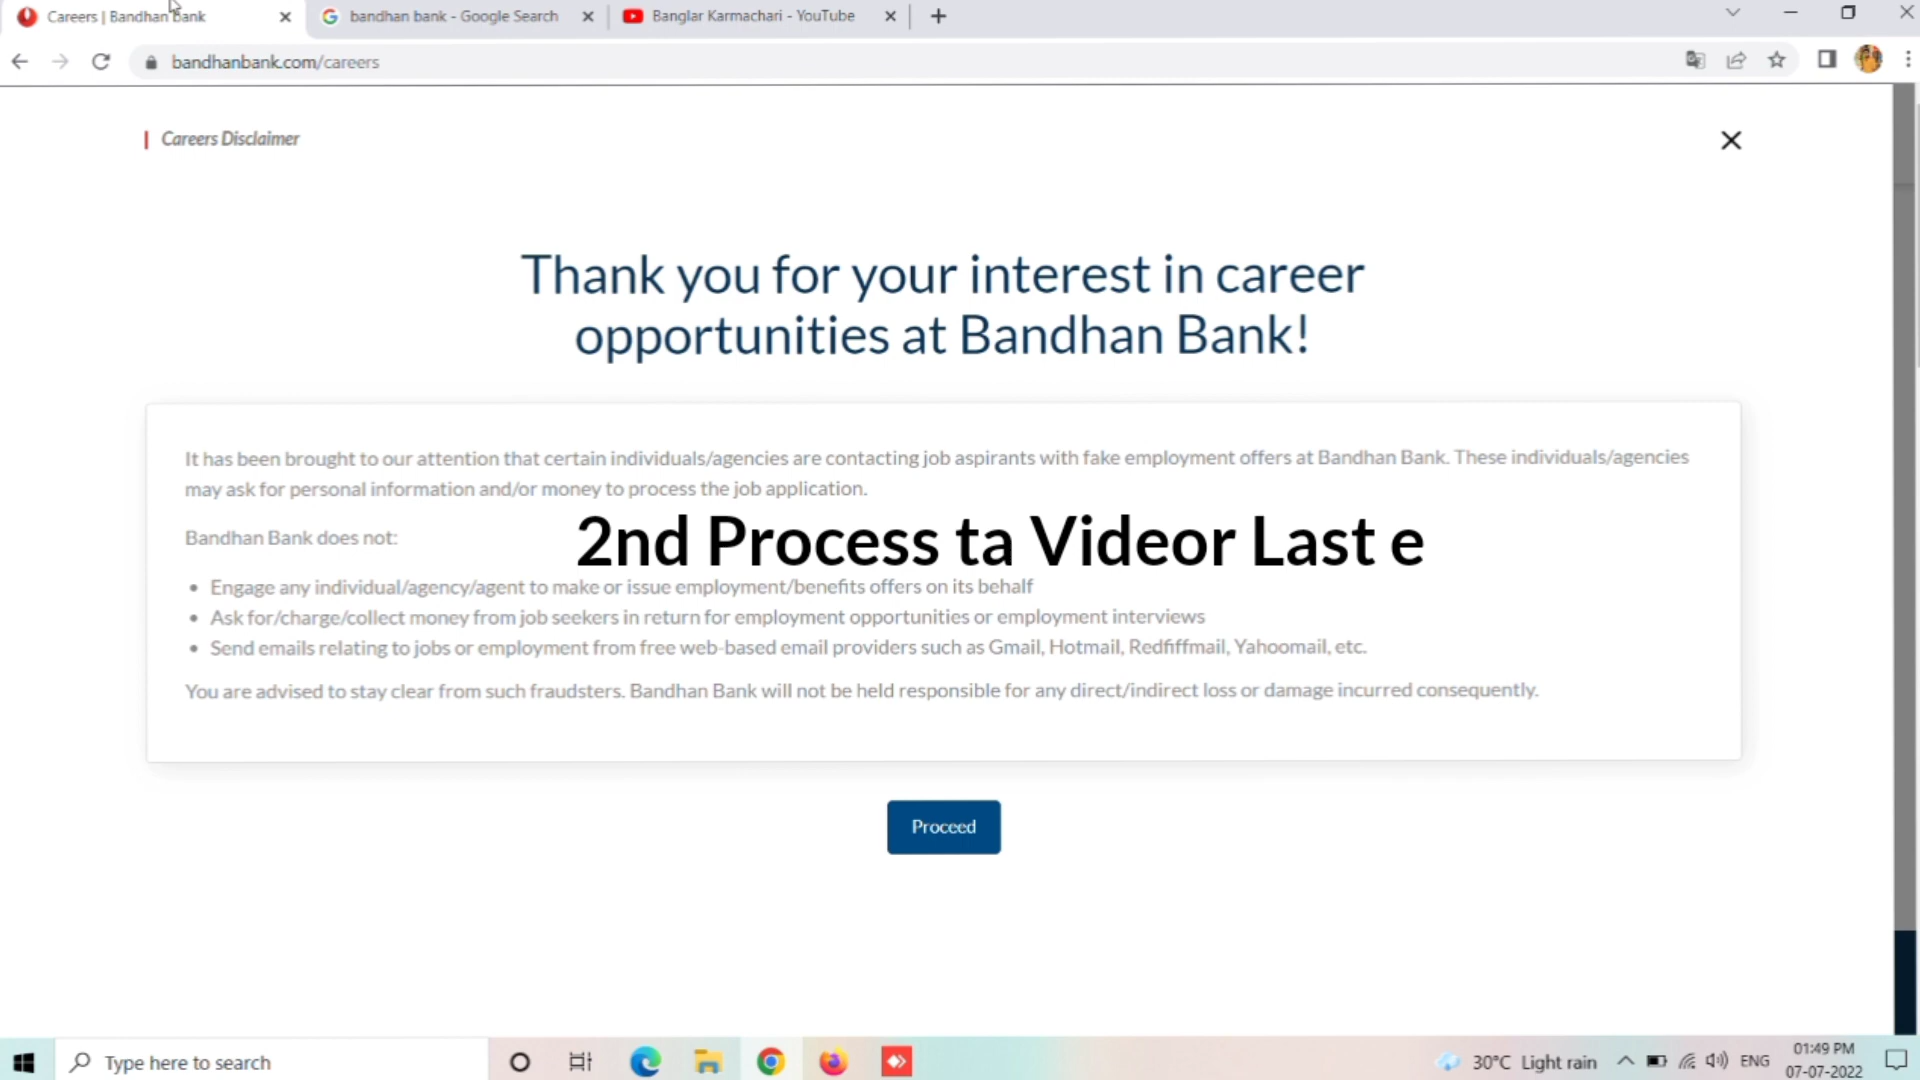 Careers | Bandhan Bank
bandhan bank - Google Search
Banglar Karmachari - YouTube
bandhanbank.com/careers
Careers Disclaimer
Thank you for your interest in career
opportunities at Bandhan Bank!
It has been brought to our attention that certain individuals/agencies are contacting job aspirants with fake employment offers at Bandhan Bank. These individuals/agencies
may ask for personal information and/or money to process the job application.
Bandhan Bank does not:
2nd Process ta Videor Last e
• Engage any individual/agency/agent to make or issue employment/benefits offers on its behalf
• Ask for/charge/collect money from job seekers in return for employment opportunities or employment interviews
• Send emails relating to jobs or employment from free web-based email providers such as Gmail, Hotmail, Rediffmail, Yahoomail, etc.
You are advised to stay clear from such fraudsters. Bandhan Bank will not be held responsible for any direct/indirect loss or damage incurred consequently.
Proceed
Type here to search
30°C Light rain
ENG
01:49 PM
07-07-2022